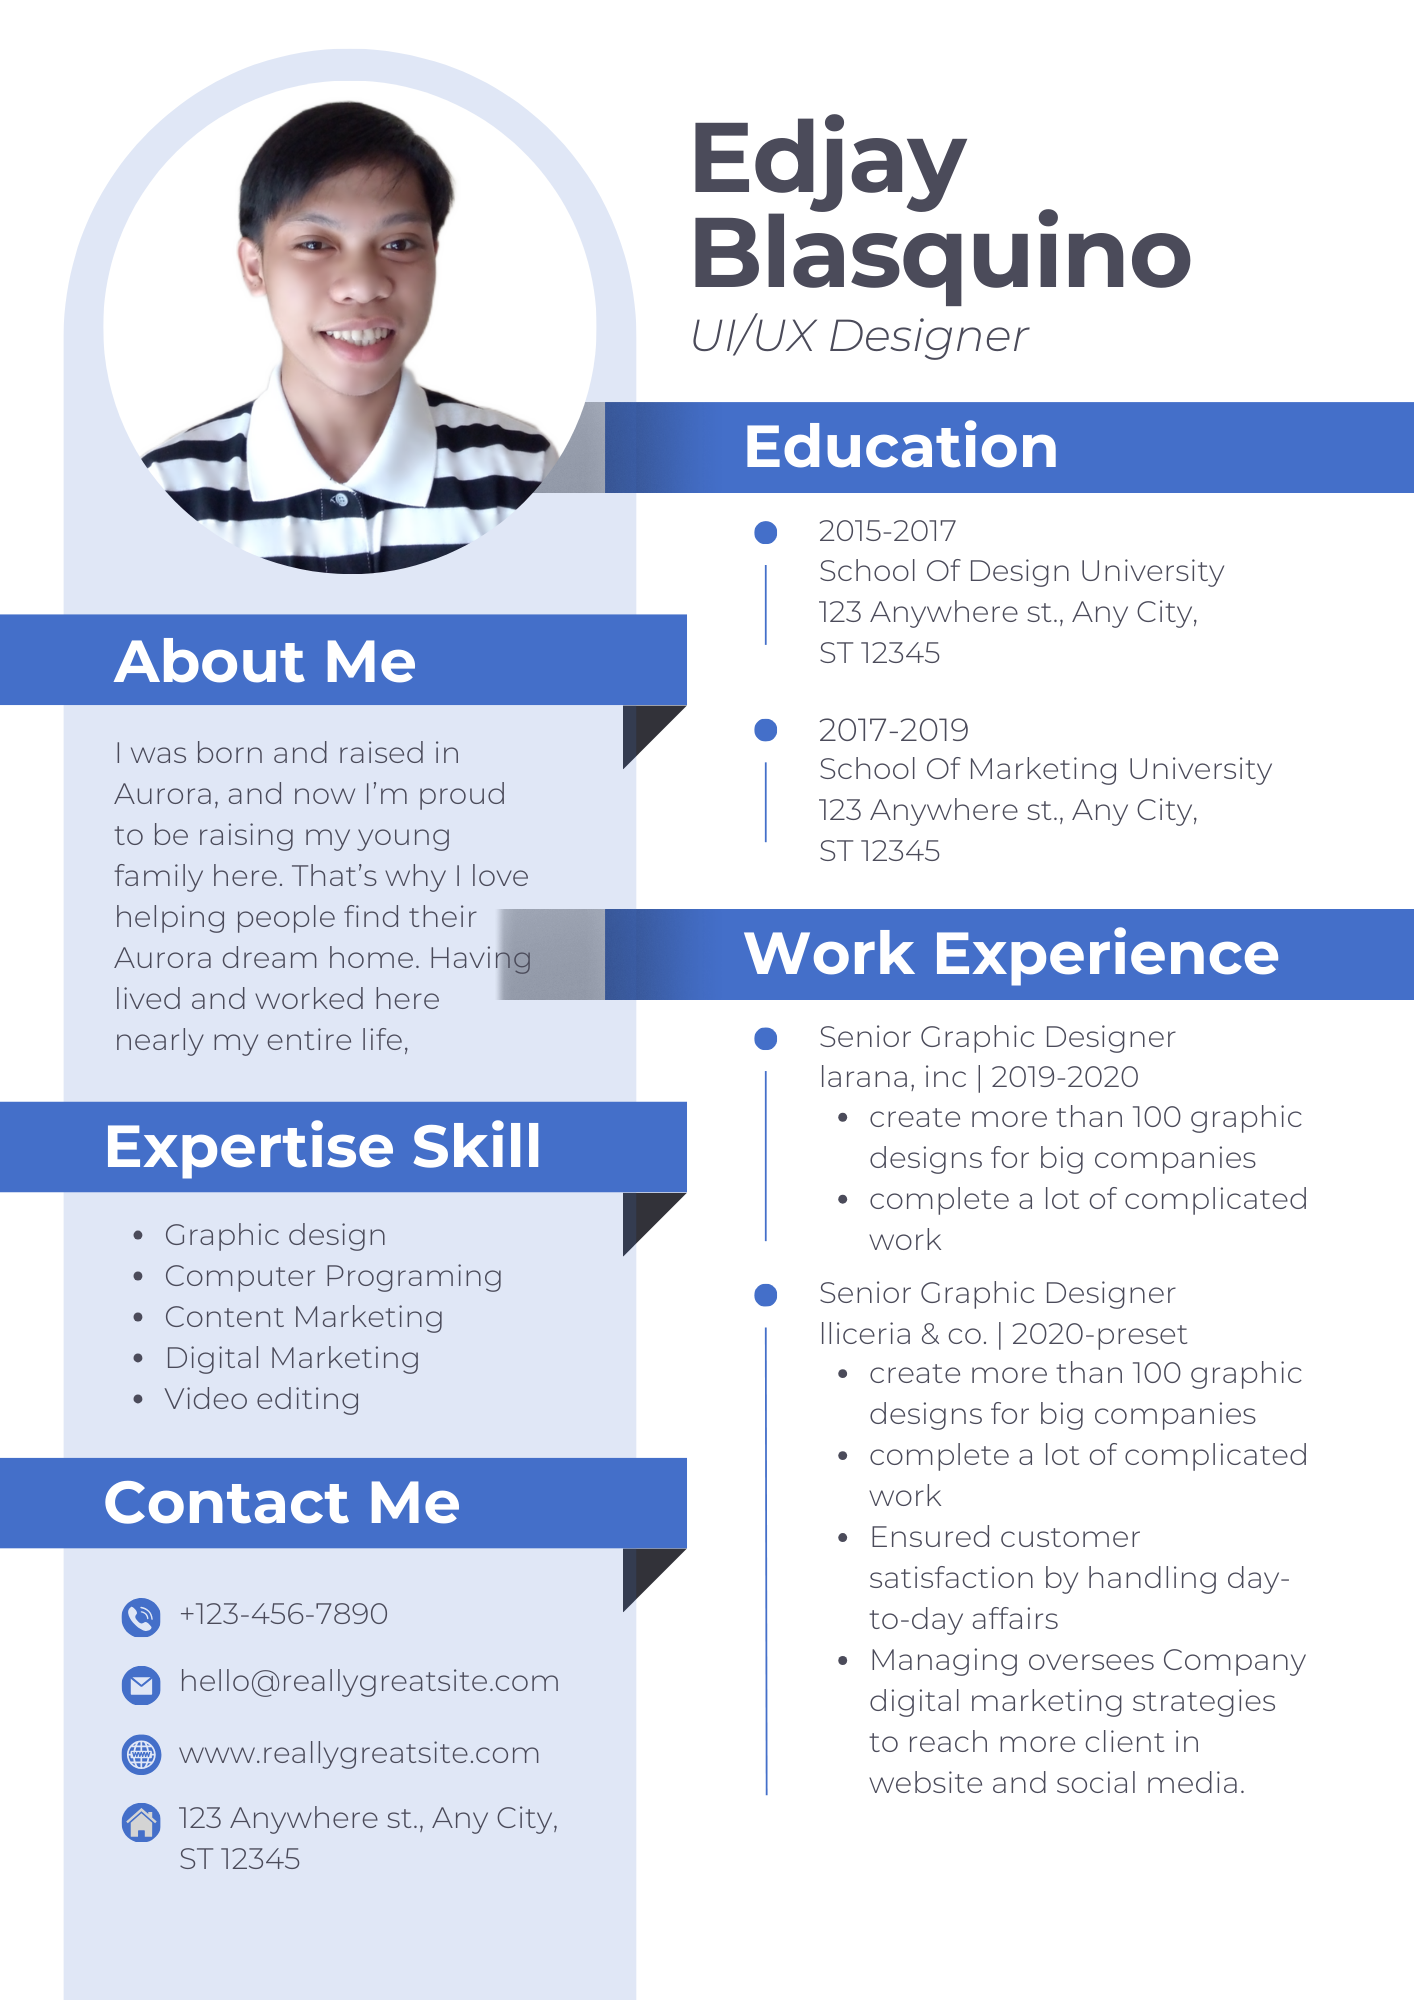 Edjay
Blasquino
UI/UX Designer
Education
2015-2017
School Of Design University
123 Anywhere st., Any City,
ST 12345
2017-2019
School Of Marketing University
123 Anywhere st., Any City,
ST 12345
Work Experience
Senior Graphic Designer
larana, inc | 2019-2020
• create more than 100 graphic
designs for big companies
• complete a lot of complicated
work
Senior Graphic Designer
lliceria & co. | 2020-preset
• create more than 100 graphic
designs for big companies
• complete a lot of complicated
work
• Ensured customer
satisfaction by handling day-
to-day affairs
• Managing oversees Company
digital marketing strategies
to reach more client in
website and social media.
About Me
I was born and raised in
Aurora, and now I’m proud
to be raising my young
family here. That’s why I love
helping people find their
Aurora dream home. Having
lived and worked here
nearly my entire life,
Expertise Skill
• Graphic design
• Computer Programing
• Content Marketing
• Digital Marketing
• Video editing
Contact Me
+123-456-7890
hello@reallygreatsite.com
www
www.reallygreatsite.com
123 Anywhere st., Any City,
ST 12345